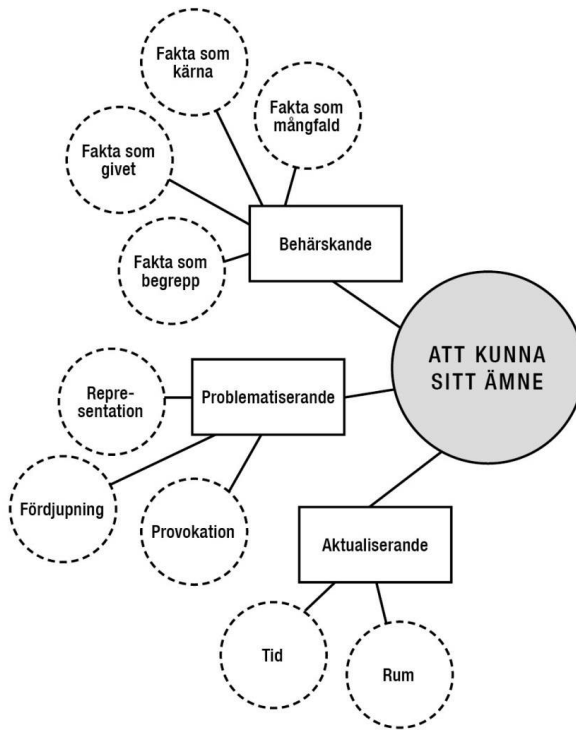 Fakta som
kärna
Fakta som
mångfald
Fakta som
givet
Fakta som
begrepp
Behärskande
ATT KUNNA
SITT ÄMNE
Repre-
sentation
Problematiserande
Fördjupning
Provokation
Aktualiserande
Tid
Rum